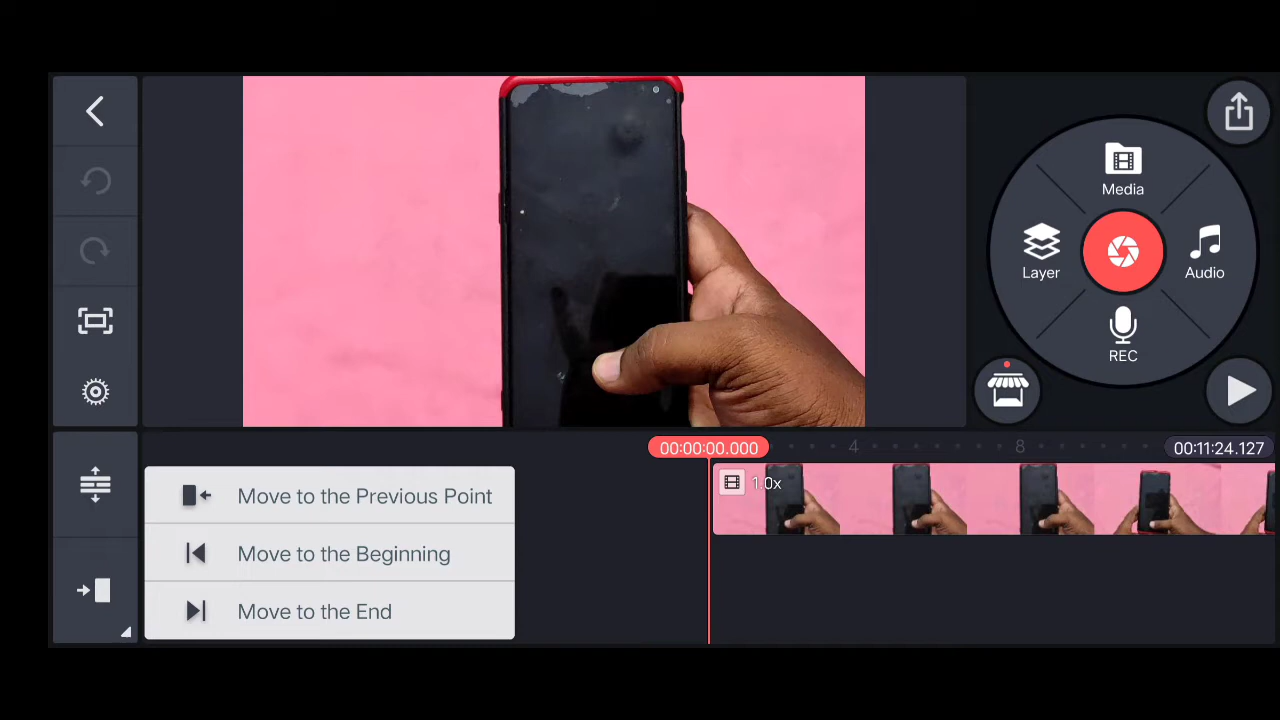 Media
Layer
Audio
REC
00:00:00.000
4
8
00:11:24.127
1.0x
Move to the Previous Point
Move to the Beginning
Move to the End